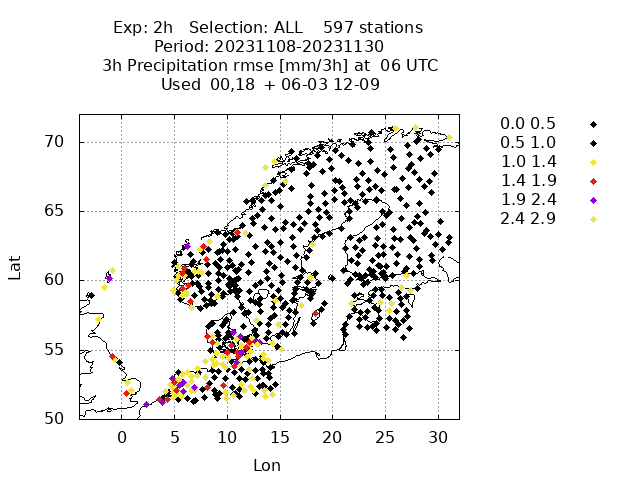 Exp: 2h   Selection: ALL    597 stations
Period: 20231108-20231130
3h Precipitation rmse [mm/3h] at  06 UTC
Used  00,18  + 06-03 12-09
0.0 0.5
0.5 1.0
1.0 1.4
1.4 1.9
1.9 2.4
2.4 2.9
70
65
60
55
50
Lat
0 5 10 15 20 25 30
Lon